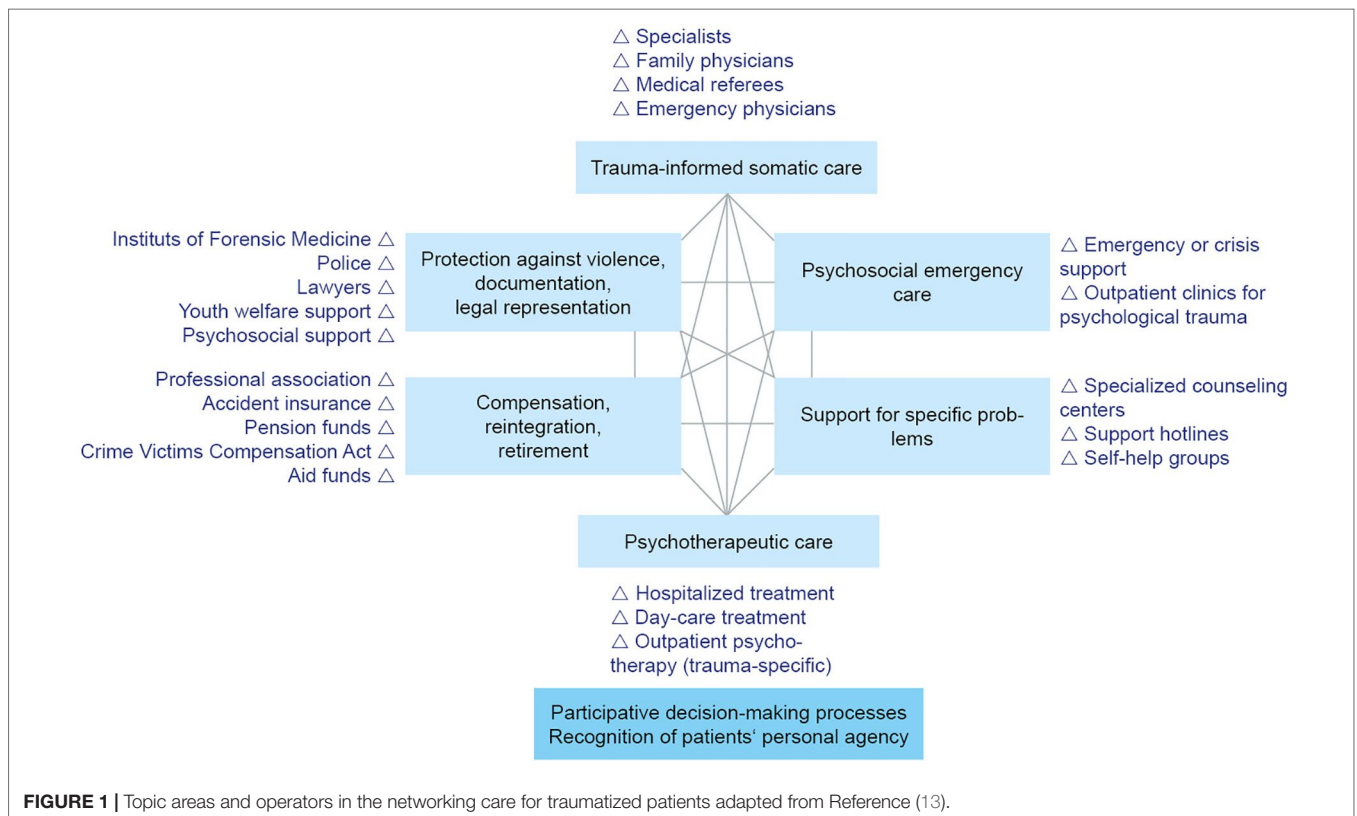 △ Specialists
△ Family physicians
△ Medical referees
△ Emergency physicians
Trauma-informed somatic care
Instituts of Forensic Medicine △
Police △
Lawyers △
Youth welfare support △
Psychosocial support △
Protection against violence,
documentation,
legal representation
Psychosocial emergency
care
△ Emergency or crisis
support
△ Outpatient clinics for
psychological trauma
Professional association △
Accident insurance △
Pension funds △
Crime Victims Compensation Act △
Aid funds △
Compensation,
reintegration,
retirement
Support for specific prob-
lems
△ Specialized counseling
centers
△ Support hotlines
△ Self-help groups
Psychotherapeutic care
△ Hospitalized treatment
△ Day-care treatment
△ Outpatient psycho-
therapy (trauma-specific)
Participative decision-making processes
Recognition of patients‘ personal agency
FIGURE 1 | Topic areas and operators in the networking care for traumatized patients adapted from Reference (13).